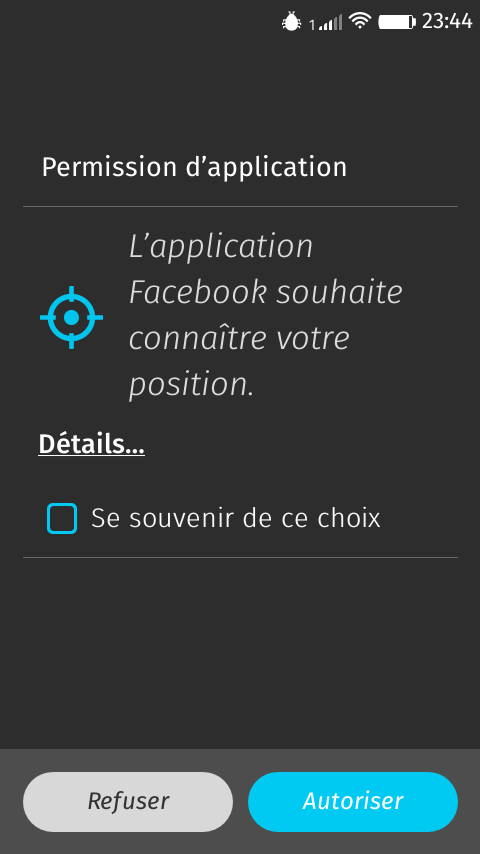 1 23:44
Permission d’application
L’application
Facebook souhaite
connaître votre
position.
Détails...
Se souvenir de ce choix
Refuser Autoriser